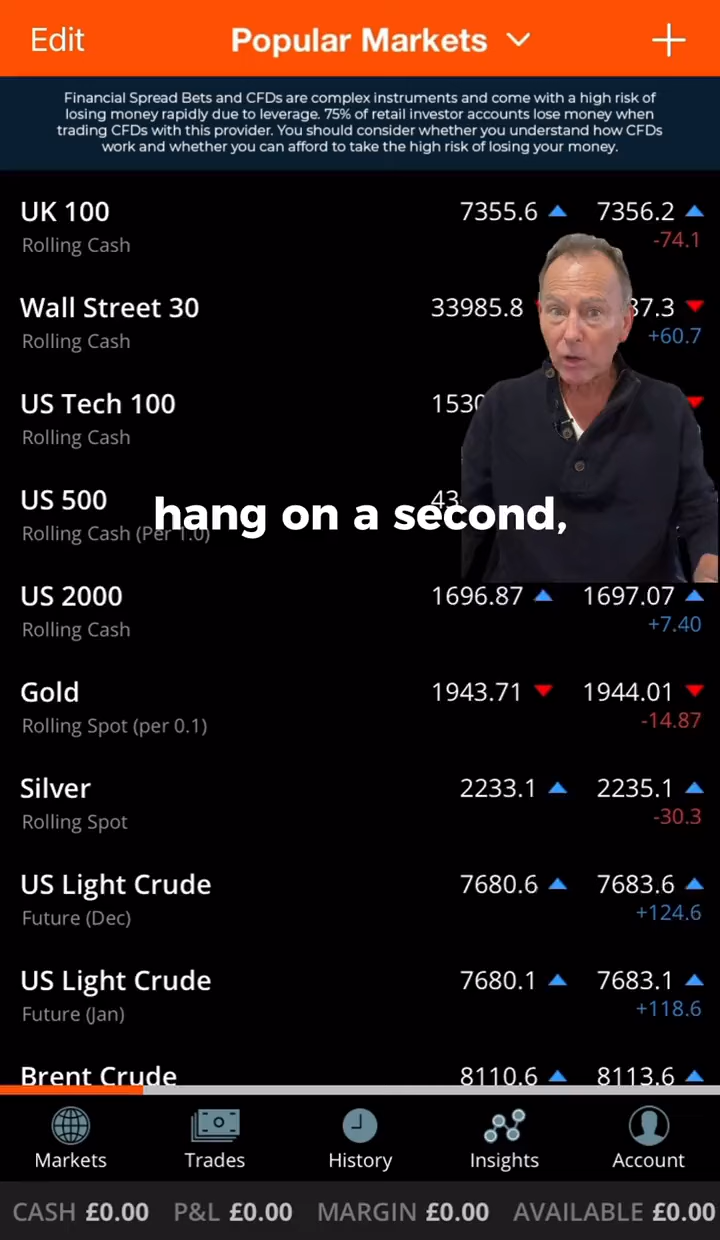 Edit Popular Markets
Financial Spread Bets and CFDs are complex instruments and come with a high risk of
losing money rapidly due to leverage. 75% of retail investor accounts lose money when
trading CFDs with this provider. You should consider whether you understand how CFDs
work and whether you can afford to take the high risk of losing your money.
UK 100 7355.6 7356.2
Rolling Cash -74.1
Wall Street 30 33985.8 87.3
Rolling Cash +60.7
US Tech 100 1530
Rolling Cash
US 500 43
hang on a second,
Rolling Cash (Per 1.0)
US 2000 1696.87 1697.07
Rolling Cash +7.40
Gold 1943.71 1944.01
Rolling Spot (per 0.1) -14.87
Silver 2233.1 2235.1
Rolling Spot -30.3
US Light Crude 7680.6 7683.6
Future (Dec) +124.6
US Light Crude 7680.1 7683.1
Future (Jan) +118.6
Brent Crude 8110.6 8113.6
Markets Trades History Insights Account
CASH £0.00 P&L £0.00 MARGIN £0.00 AVAILABLE £0.00